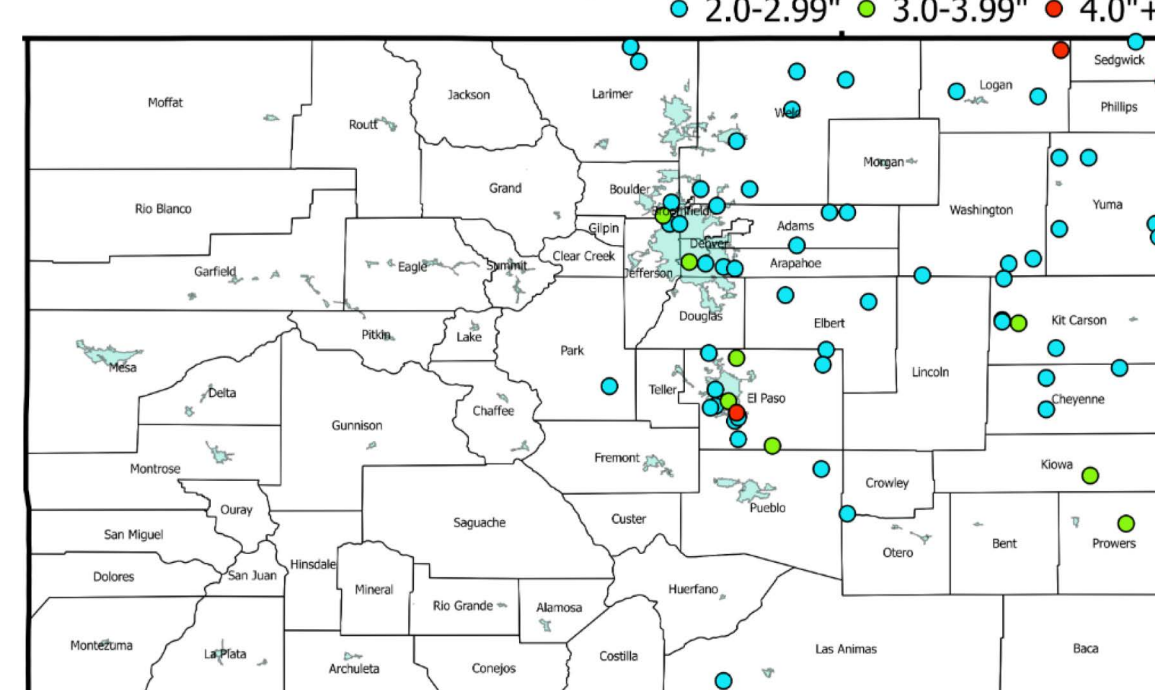 2.0-2.99" 3.0-3.99" 4.0"+
Sedgwick
Moffat
Jackson
Larimer
Logan
Phillips
Routt
Weld
Morgan
Grand
Boulder
Rio Blanco
Broomfield
Washington
Yuma
Gilpin
Adams
Clear Creek
Denver
Garfield
Eagle
Summit
Jefferson
Arapahoe
Pitkin
Lake
Douglas
Elbert
Kit Carson
Mesa
Park
Lincoln
Delta
Teller
El Paso
Cheyenne
Chaffee
Gunnison
Montrose
Fremont
Kiowa
Crowley
Ouray
Pueblo
San Miguel
Saguache
Custer
Otero
Bent
Prowers
Hinsdale
Dolores
San Juan
Mineral
Huerfano
Rio Grande
Alamosa
Montezuma
La Plata
Archuleta
Conejos
Costilla
Las Animas
Baca